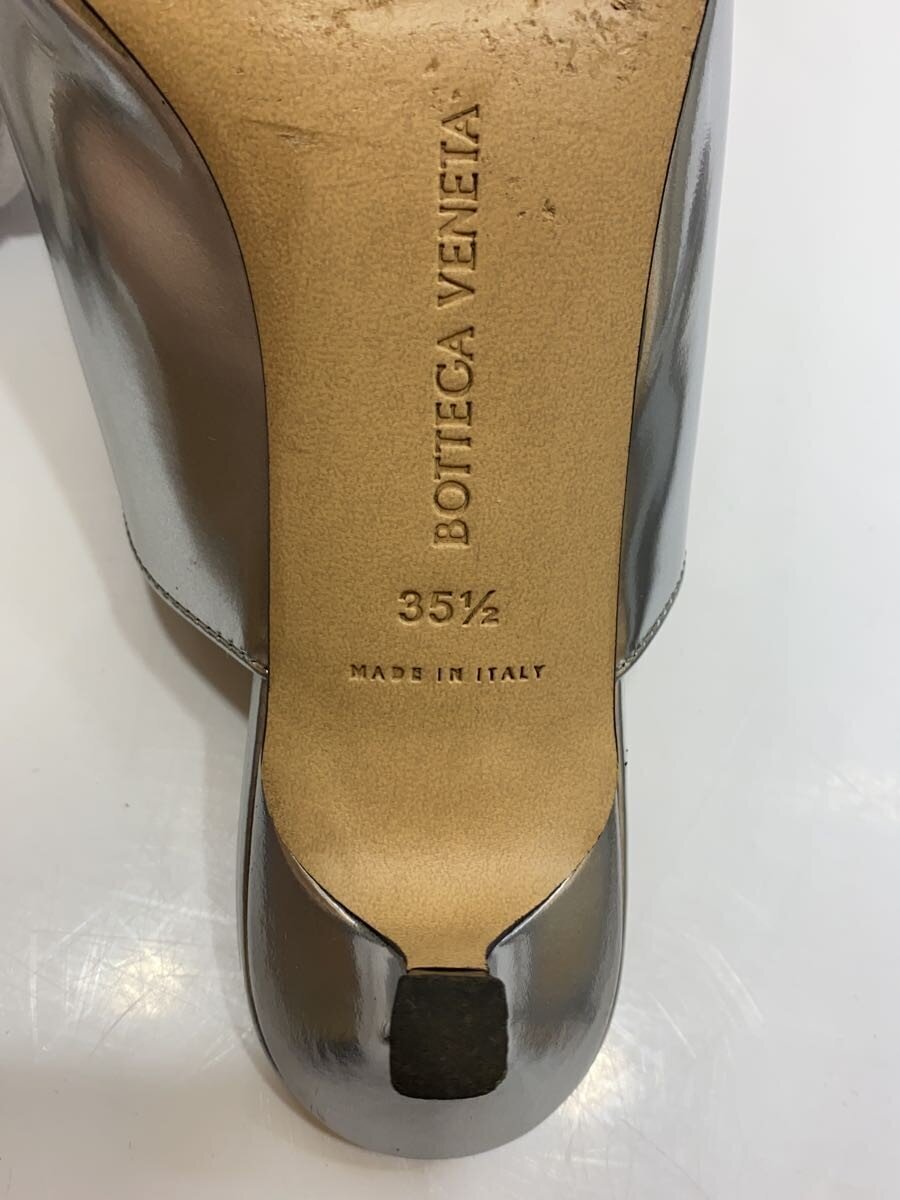 BOTTEGA VENETA
35½
MADE IN ITALY